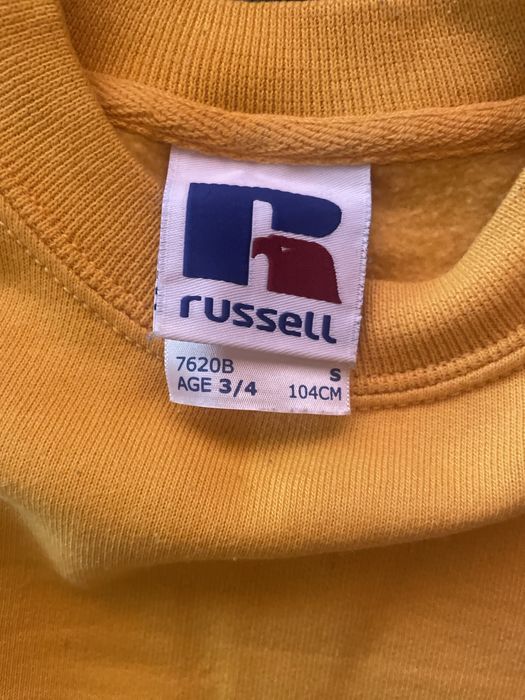 R
russell
7620B S
AGE 3/4 104CM